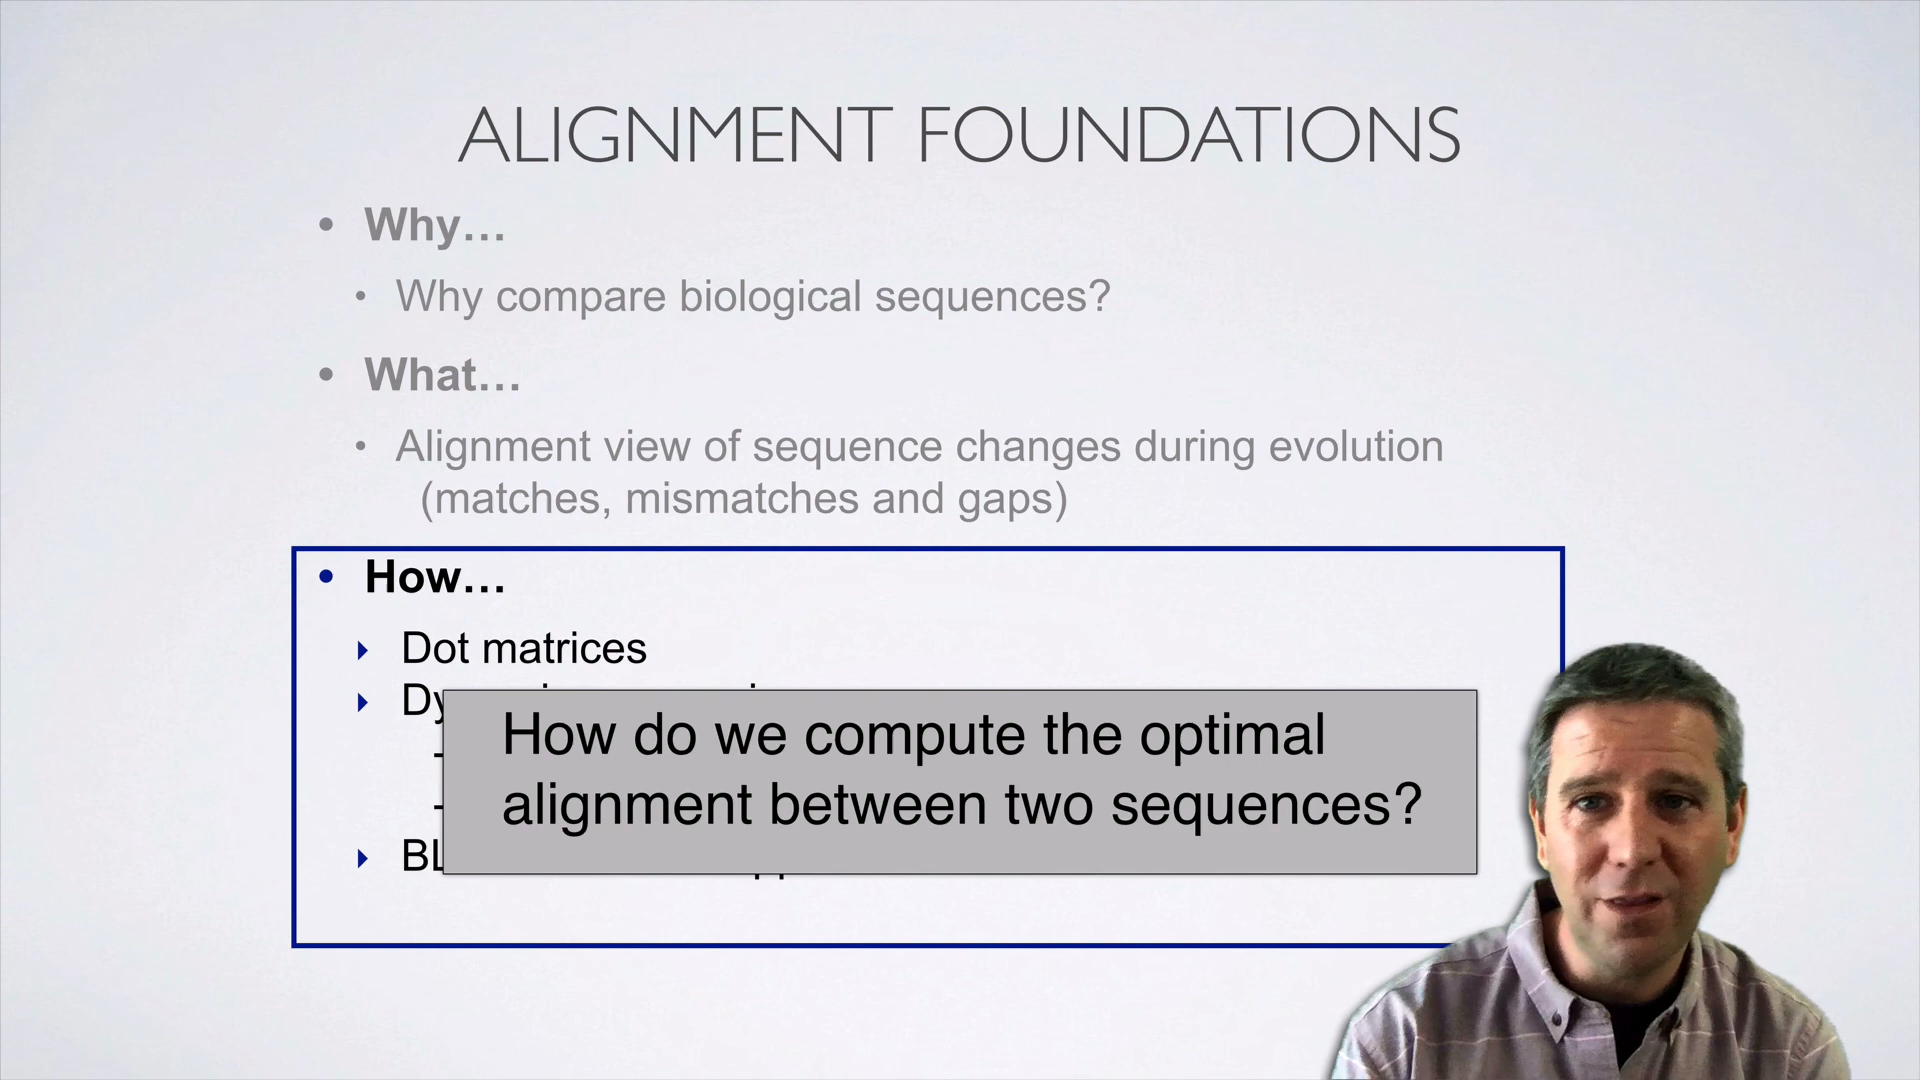 ALIGNMENT FOUNDATIONS
• Why…
• Why compare biological sequences?
• What…
• Alignment view of sequence changes during evolution
(matches, mismatches and gaps)
• How…
‣ Dot matrices
How do we compute the optimal
alignment between two sequences?